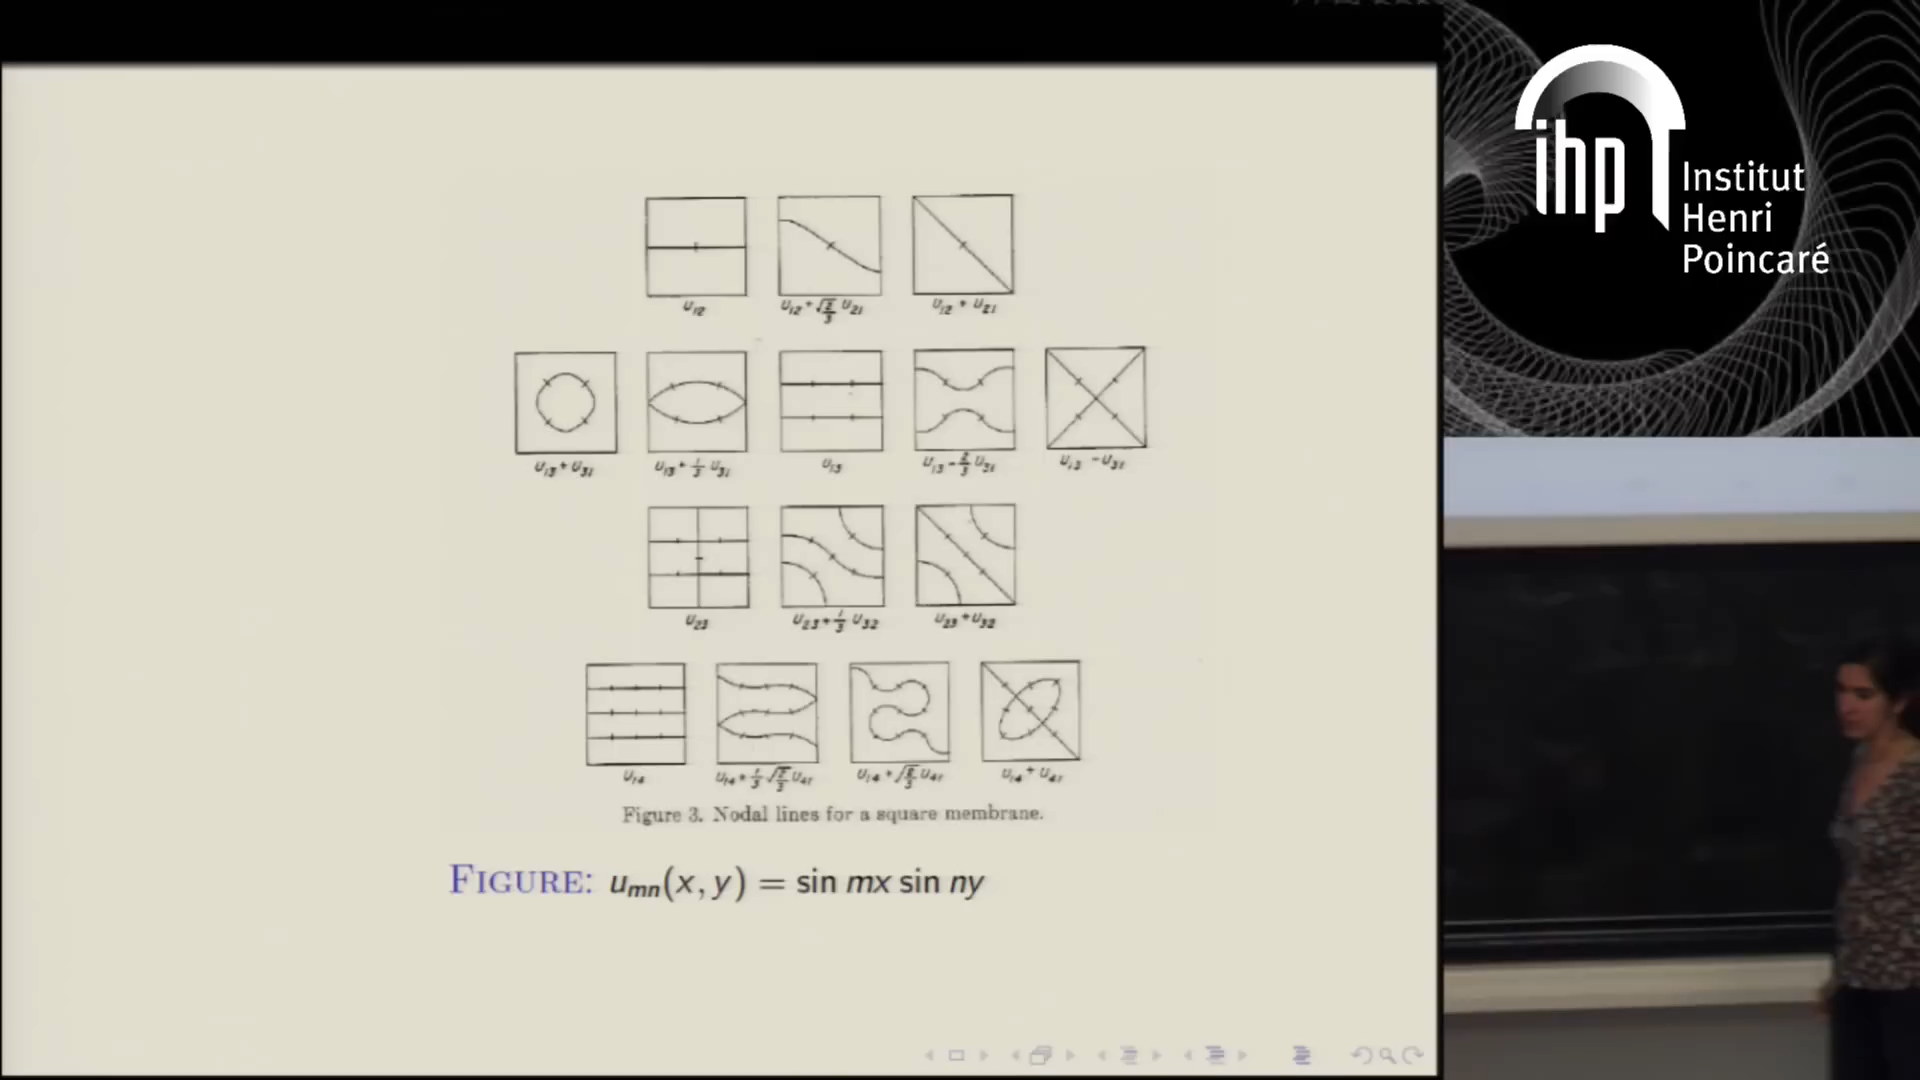 ihp
Institut
Henri
Poincaré
u₁₂ u₁₂ + √2/3 u₂₁ u₁₂ + u₂₁
u₁₃ + u₃₁ u₁₃ + 1/3 u₃₁ u₁₃ u₁₃ - 2/3 u₃₁ u₁₃ - u₃₁
u₂₃ u₂₃ + 1/3 u₃₂ u₂₃ + u₃₂
u₁₄ u₁₄ + u₄₁
Figure 3. Nodal lines for a square membrane.
FIGURE: uₘₙ(x, y) = sin mx sin ny